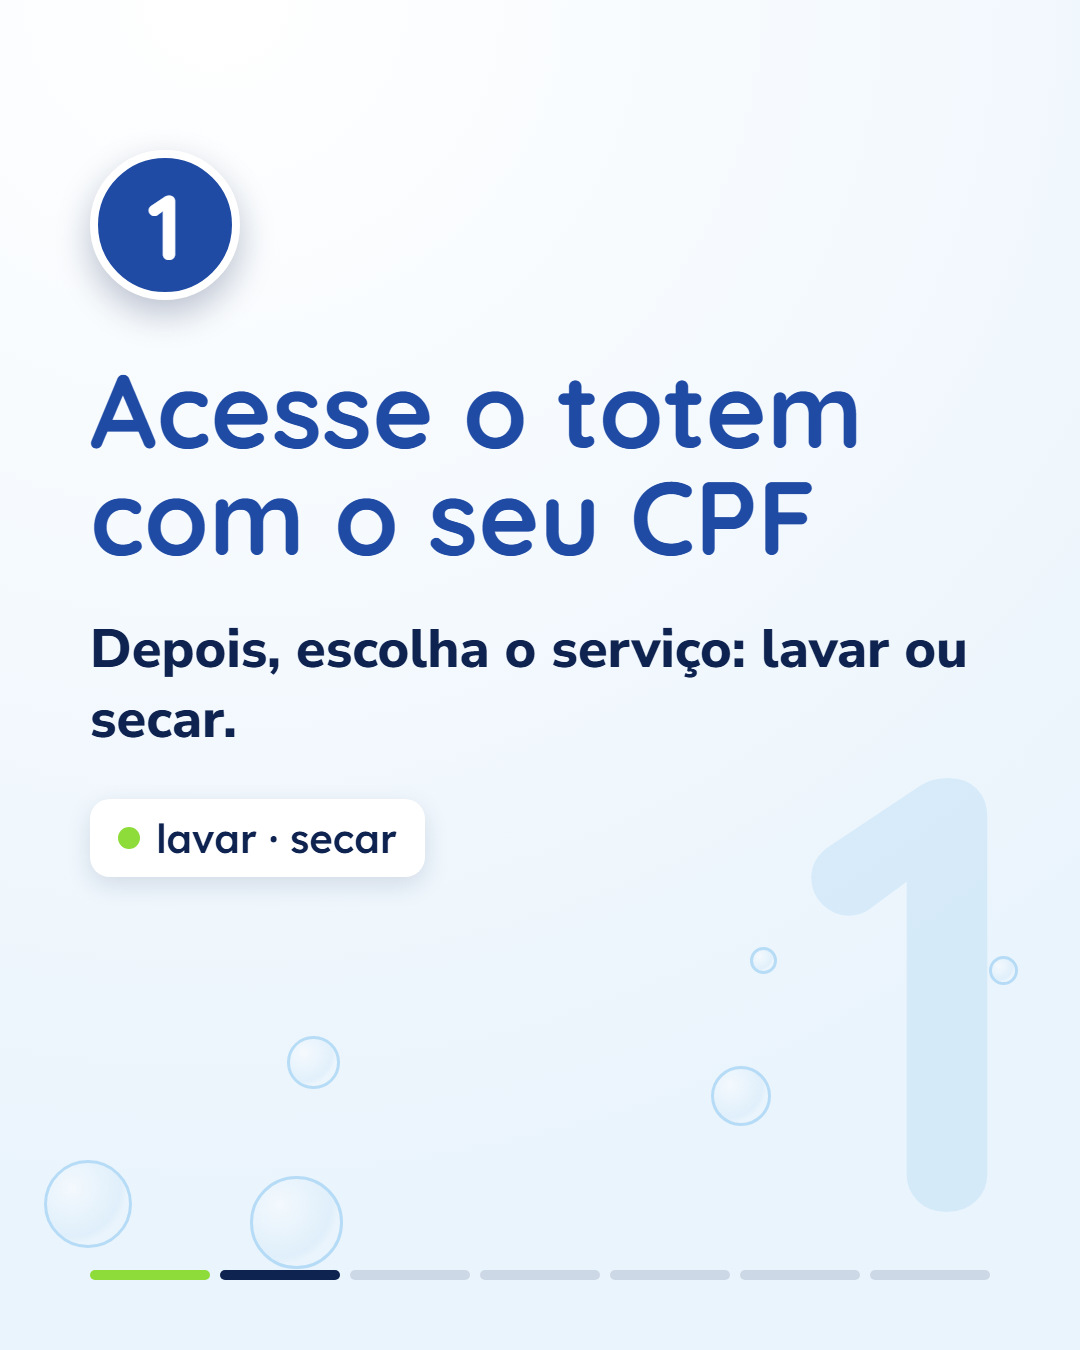 1
Acesse o totem
com o seu CPF
Depois, escolha o serviço: lavar ou
secar.
lavar · secar
1